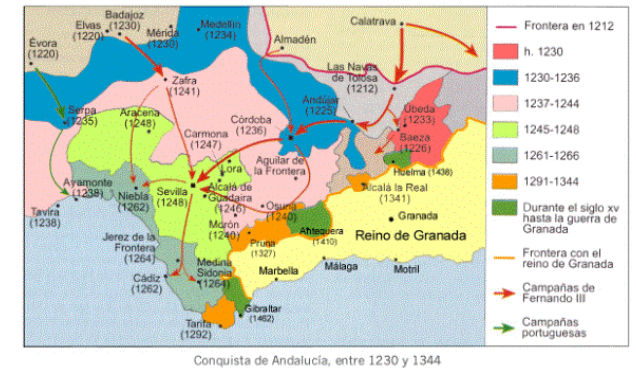 Badajoz
(1230)
Elvas
(1220)
Évora
(1220)
Mérida
(1230)
Medellín
(1234)
Almadén
Calatrava
Las Navas
de Tolosa
(1212)
Zafra
(1241)
Serpa
(1235)
Aracena
(1248)
Carmona
(1247)
Córdoba
(1236)
Andújar
(1225)
Úbeda
(1233)
Baeza
(1226)
Huelma (1438)
Aguilar de
la Frontera
Lora
Alcalá la Real
(1341)
Ayamonte
(1238)
Tavira
(1238)
Niebla
(1262)
Sevilla
(1248)
Alcalá de
Guadaira
(1246)
Osuna
(1240)
Morón
(1240)
Pruna
(1327)
Antequera
(1410)
Granada
Reino de Granada
Jerez de la
Frontera
(1264)
Medina
Sidonia
(1264)
Cádiz
(1262)
Marbella
Málaga
Motril
Gibraltar
(1462)
Tarifa
(1292)
Frontera en 1212
h. 1230
1230-1236
1237-1244
1245-1248
1261-1266
1291-1344
Durante el siglo xv
hasta la guerra de
Granada
Frontera con el
reino de Granada
Campañas de
Fernando III
Campañas
portuguesas
Conquista de Andalucía, entre 1230 y 1344